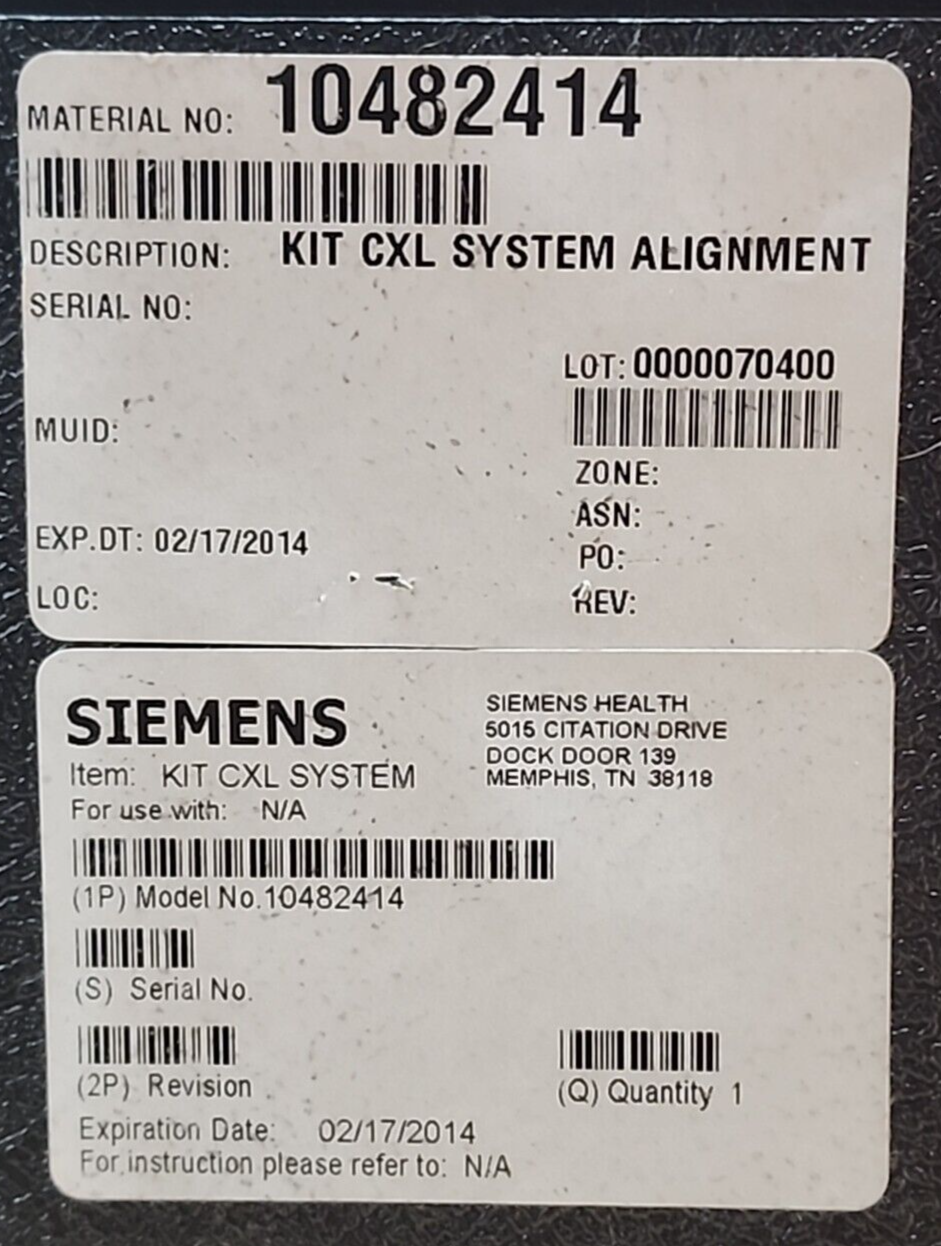 MATERIAL NO: 10482414
DESCRIPTION: KIT CXL SYSTEM ALIGNMENT
SERIAL NO:
LOT: 0000070400
MUID:
ZONE:
ASN:
EXP.DT: 02/17/2014
PO:
LOC:
REV:
SIEMENS
SIEMENS HEALTH
5015 CITATION DRIVE
DOCK DOOR 139
MEMPHIS, TN 38118
Item: KIT CXL SYSTEM
For use with: N/A
(1P) Model No.10482414
(S) Serial No.
(2P) Revision
(Q) Quantity 1
Expiration Date: 02/17/2014
For instruction please refer to: N/A